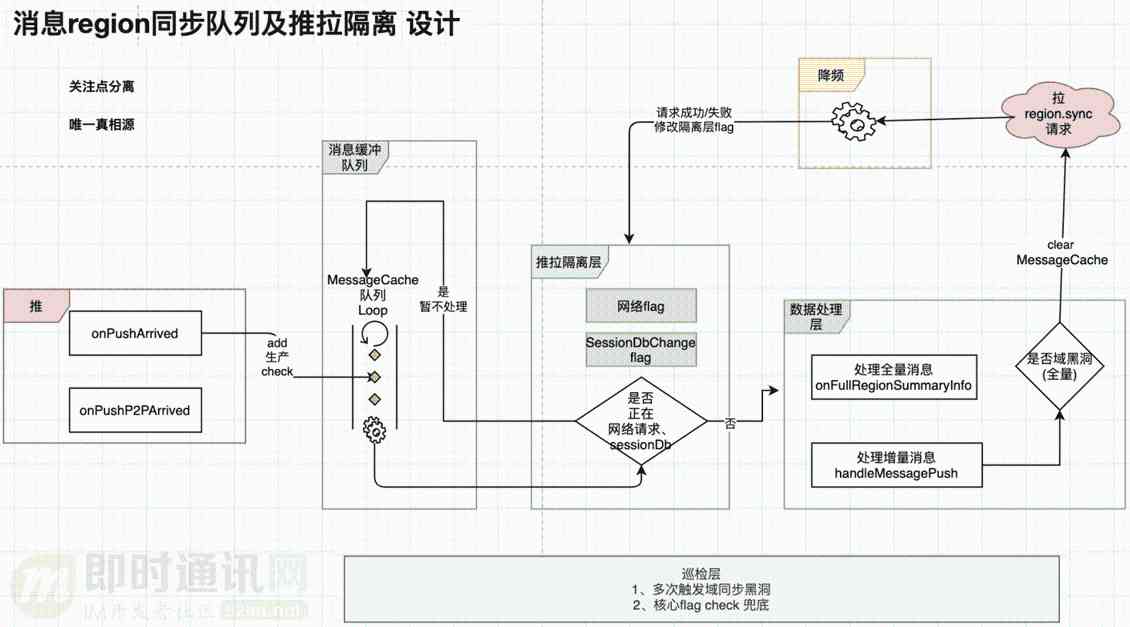 消息region同步队列及推拉隔离 设计
关注点分离
唯一真相源
降频
拉
region.sync
请求
请求成功/失败
修改隔离层flag
消息缓冲
队列
MessageCache
队列
Loop
是
暂不处理
推
onPushArrived
onPushP2PArrived
add
生产
check
推拉隔离层
网络flag
SessionDbChange
flag
是否
正在
网络请求、
sessionDb
否
clear
MessageCache
数据处理
层
处理全量消息
onFullRegionSummaryInfo
处理增量消息
handleMessagePush
是否域黑洞
(全量)
巡检层
1、多次触发域同步黑洞
2、核心flag check 兜底
即时通讯网
IM开发者社区 52im.net